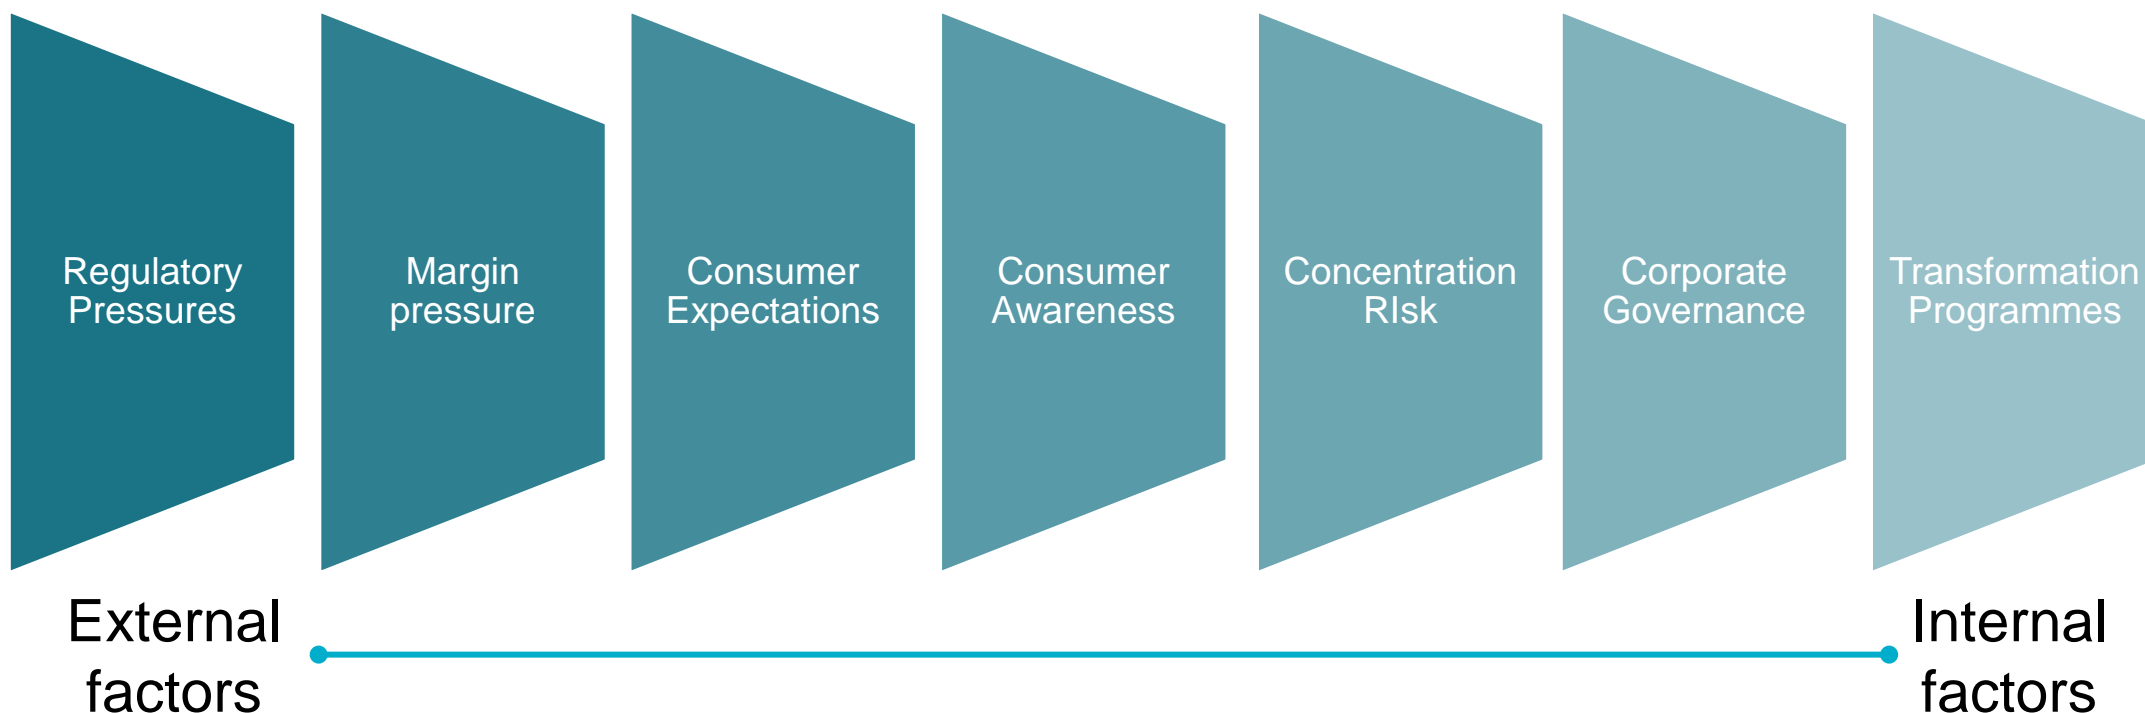 Regulatory
Pressures
Margin
pressure
Consumer
Expectations
Consumer
Awareness
Concentration
RIsk
Corporate
Governance
Transformation
Programmes
External
factors
Internal
factors